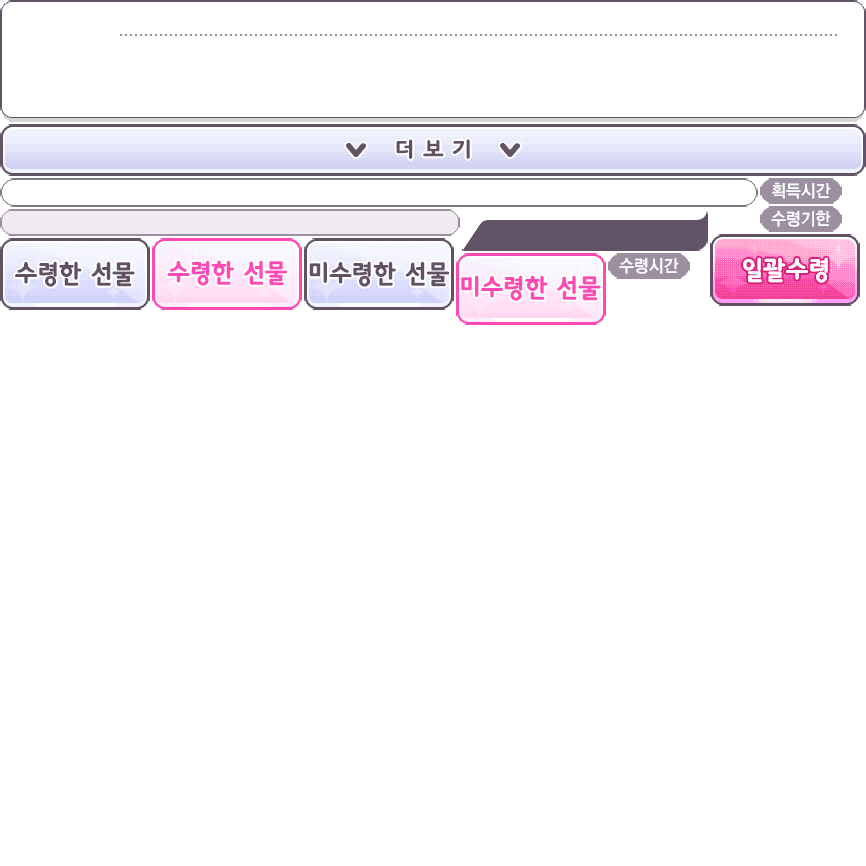 더 보 기
획득시간
수령기한
수령한 선물
수령한 선물
미수령한 선물
미수령한 선물
수령시간
일괄수령